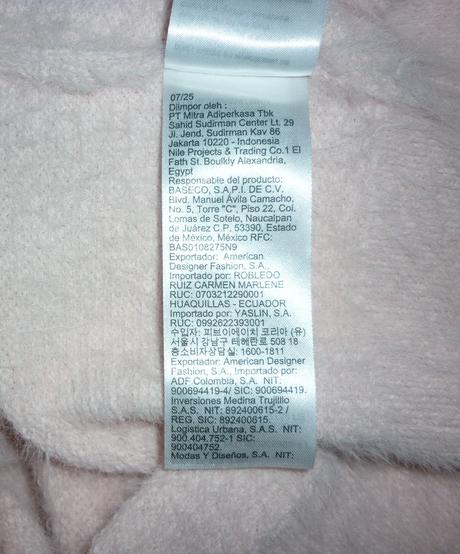 07/25
Diimpor oleh :
PT Mitra Adiperkasa Tbk
Sahid Sudirman Center Lt. 29
Jl. Jend. Sudirman Kav 86
Jakarta 10220 - Indonesia
Nile Projects & Trading Co.1 El
Fath St. Boulkly Alexandria,
Egypt
Responsable del producto:
BASECO, S.A.P.I. DE C.V.
Blvd. Manuel Ávila Camacho,
No. 5, Torre "C", Piso 22, Col.
Lomas de Sotelo, Naucalpan
de Juárez C.P. 53390, Estado
de México, México RFC:
BAS0108275N9
Exportador: American
Designer Fashion, S.A.,
Importado por: ROBLEDO
RUIZ CARMEN MARLENE
RUC: 0703212290001
HUAQUILLAS - ECUADOR
Importado por: YASLIN, S.A.
RUC: 0992622393001
수입자: 피브이에이치 코리아 (유)
서울시 강남구 테헤란로 508 18
층소비자상담실: 1600-1811
Exportador: American Designer
Fashion, S.A., Importado por:
ADF Colombia, S.A. NIT:
900694419-4/ SIC: 900694419.
Inversiones Medina Trujillo
S.A.S. NIT: 892400615-2 /
REG. SIC: 892400615.
Logística Urbana, S.A.S. NIT:
900.404.752-1 SIC:
900404752.
Modas Y Diseños, S.A. NIT: